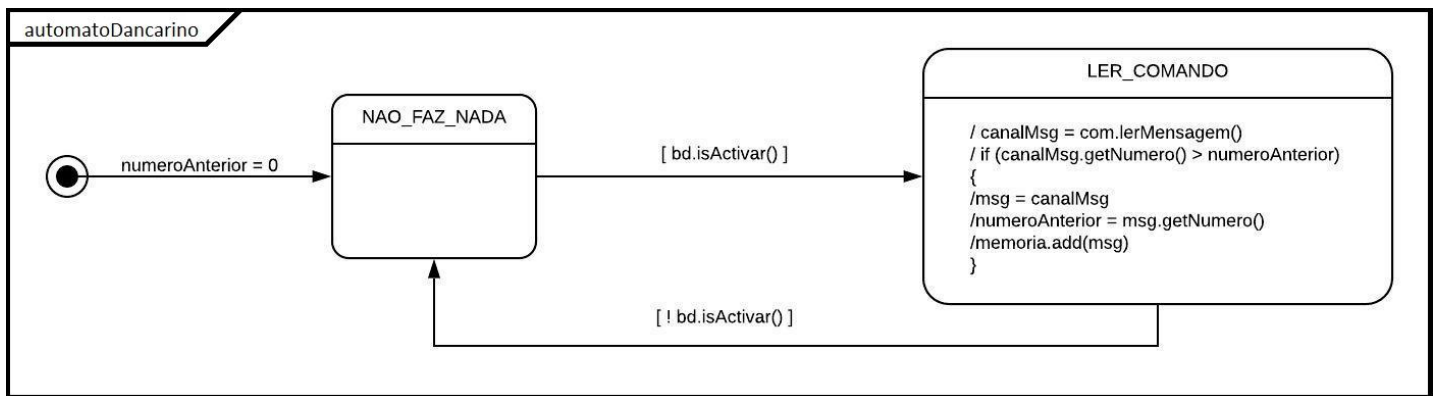 automatoDancarino
numeroAnterior = 0
NAO_FAZ_NADA
[ bd.isActivar() ]
LER_COMANDO
/ canalMsg = com.lerMensagem()
/ if (canalMsg.getNumero() > numeroAnterior)
{
/msg = canalMsg
/numeroAnterior = msg.getNumero()
/memoria.add(msg)
}
[ ! bd.isActivar() ]